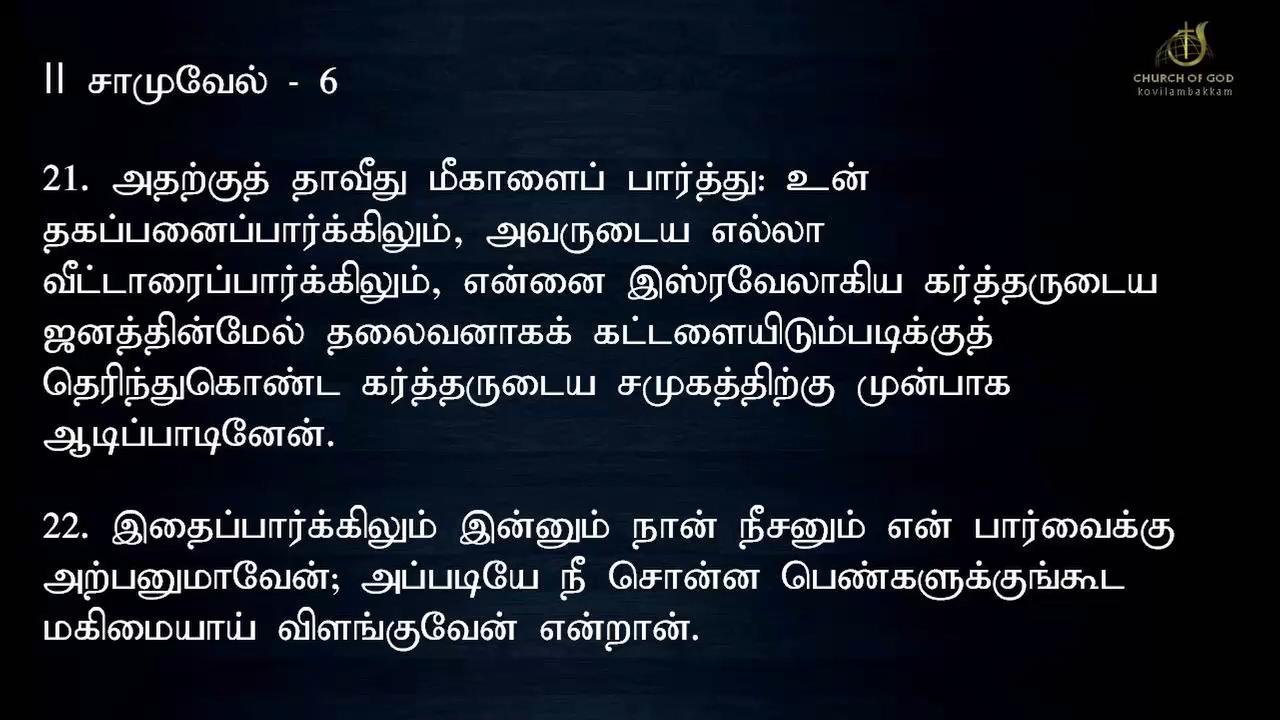 II சாமுவேல் - 6
CHURCH OF GOD
kovilambakkam
21. அதற்குத் தாவீது மீகாளைப் பார்த்து: உன்
தகப்பனைப்பார்க்கிலும், அவருடைய எல்லா
வீட்டாரைப்பார்க்கிலும், என்னை இஸ்ரவேலாகிய கர்த்தருடைய
ஜனத்தின்மேல் தலைவனாகக் கட்டளையிடும்படிக்குத்
தெரிந்துகொண்ட கர்த்தருடைய சமுகத்திற்கு முன்பாக
ஆடிப்பாடினேன்.
22. இதைப்பார்க்கிலும் இன்னும் நான் நீசனும் என் பார்வைக்கு
அற்பனுமாவேன்; அப்படியே நீ சொன்ன பெண்களுக்குங்கூட
மகிமையாய் விளங்குவேன் என்றான்.